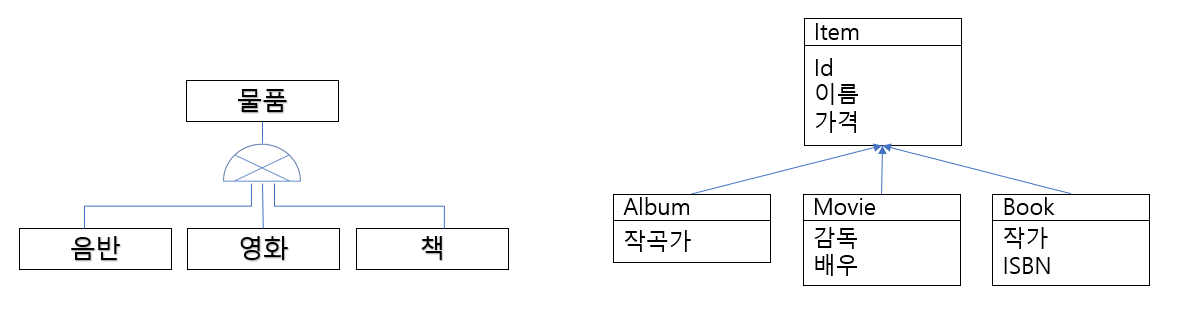 물품
음반
영화
책
Item
Id
이름
가격
Album
작곡가
Movie
감독
배우
Book
작가
ISBN